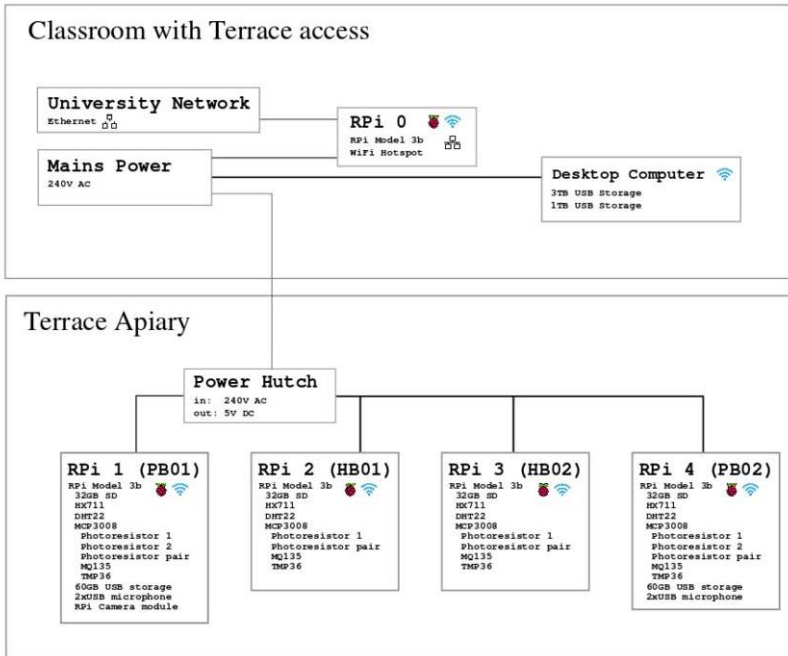 Classroom with Terrace access
University Network
Ethernet
RPi 0
RPi Model 3b
WiFi Hotspot
Mains Power
240V AC
Desktop Computer
3TB USB Storage
1TB USB Storage
Terrace Apiary
Power Hutch
in: 240V AC
out: 5V DC
RPi 1 (PB01)
RPi Model 3b
32GB SD
HX711
DHT22
MCP3008
Photoresistor 1
Photoresistor 2
Photoresistor pair
MQ135
TMP36
60GB USB storage
2xUSB microphone
RPi Camera module
RPi 2 (HB01)
RPi Model 3b
32GB SD
HX711
DHT22
MCP3008
Photoresistor 1
Photoresistor pair
MQ135
TMP36
RPi 3 (HB02)
RPi Model 3b
32GB SD
HX711
DHT22
MCP3008
Photoresistor 1
Photoresistor pair
MQ135
TMP36
RPi 4 (PB02)
RPi Model 3b
32GB SD
HX711
DHT22
MCP3008
Photoresistor 1
Photoresistor 2
Photoresistor pair
MQ135
TMP36
60GB USB storage
2xUSB microphone